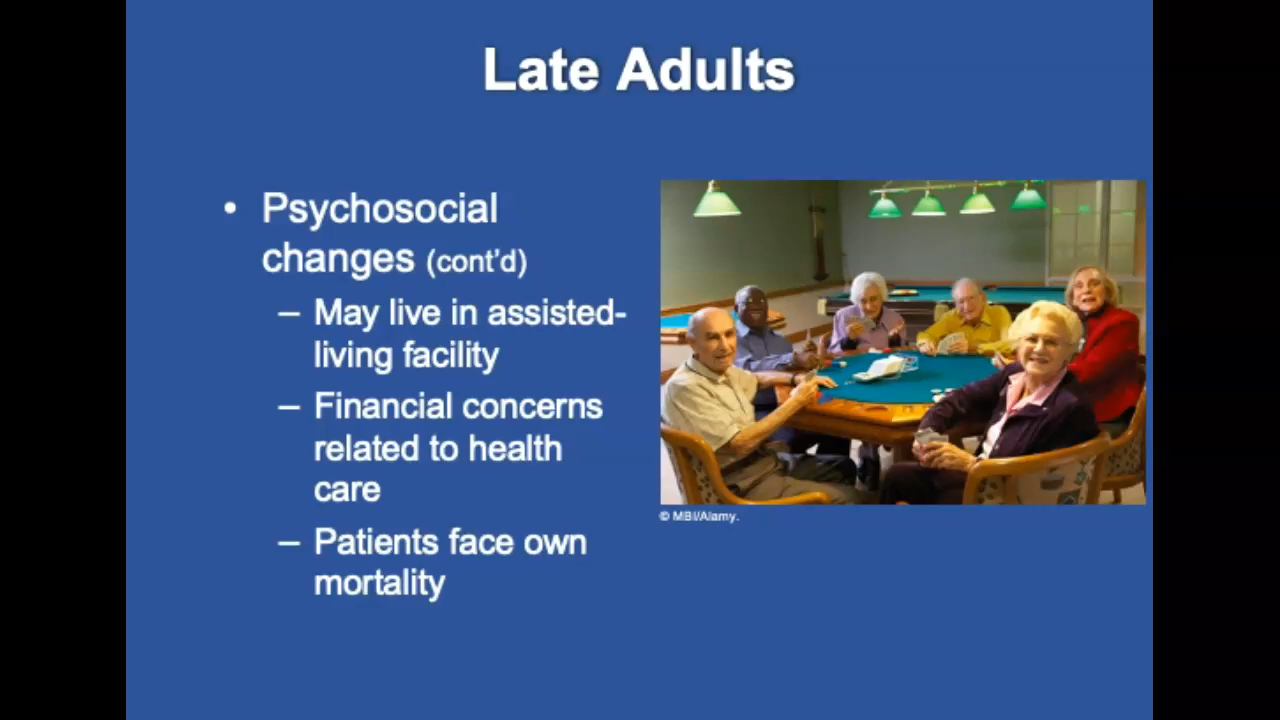 Late Adults
• Psychosocial
changes (cont'd)
– May live in assisted-
living facility
– Financial concerns
related to health
care
– Patients face own
mortality
© MBI/Alamy.